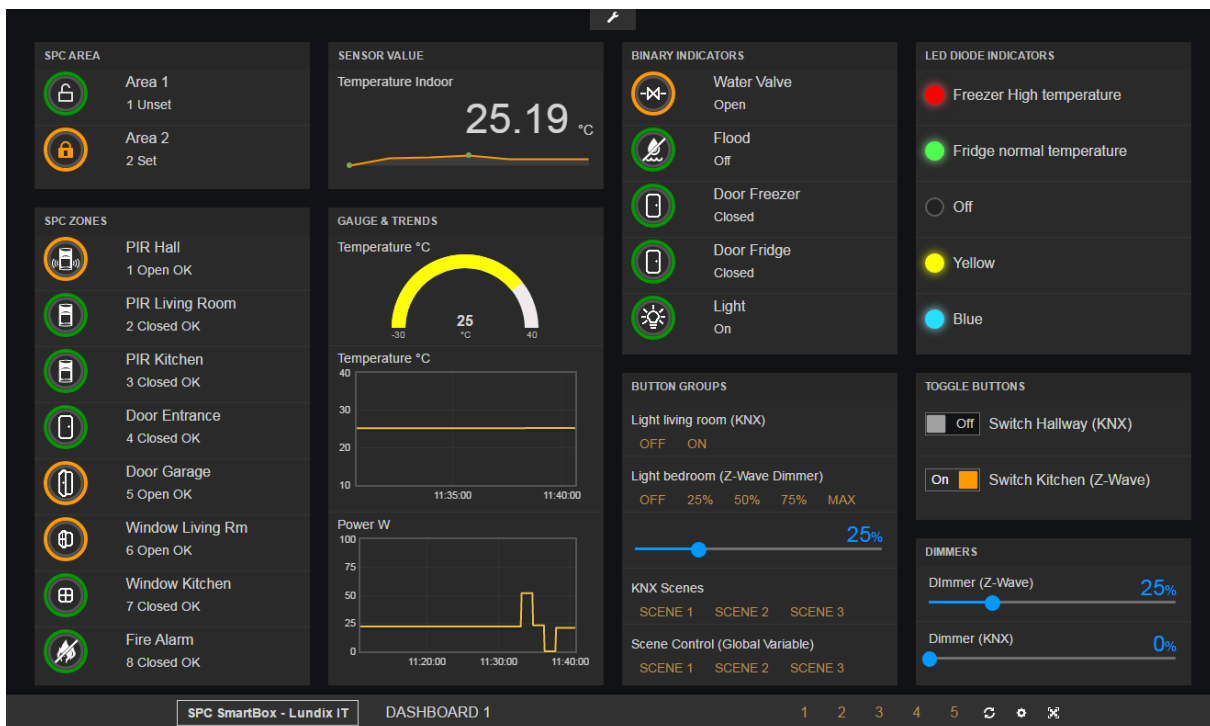 SPC AREA
Area 1
1 Unset
Area 2
2 Set
SPC ZONES
PIR Hall
1 Open OK
PIR Living Room
2 Closed OK
PIR Kitchen
3 Closed OK
Door Entrance
4 Closed OK
Door Garage
5 Open OK
Window Living Rm
6 Open OK
Window Kitchen
7 Closed OK
Fire Alarm
8 Closed OK
SENSOR VALUE
Temperature Indoor
25.19 °C
GAUGE & TRENDS
Temperature °C
25
-30 °C 40
Temperature °C
40
30
20
10
11:35:00 11:40:00
Power W
100
75
50
25
0
11:20:00 11:30:00 11:40:00
BINARY INDICATORS
Water Valve
Open
Flood
Off
Door Freezer
Closed
Door Fridge
Closed
Light
On
BUTTON GROUPS
Light living room (KNX)
OFF ON
Light bedroom (Z-Wave Dimmer)
OFF 25% 50% 75% MAX
25%
KNX Scenes
SCENE 1 SCENE 2 SCENE 3
Scene Control (Global Variable)
SCENE 1 SCENE 2 SCENE 3
LED DIODE INDICATORS
Freezer High temperature
Fridge normal temperature
Off
Yellow
Blue
TOGGLE BUTTONS
Off Switch Hallway (KNX)
On Switch Kitchen (Z-Wave)
DIMMERS
DImmer (Z-Wave) 25%
Dimmer (KNX) 0%
SPC SmartBox - Lundix IT DASHBOARD 1 1 2 3 4 5